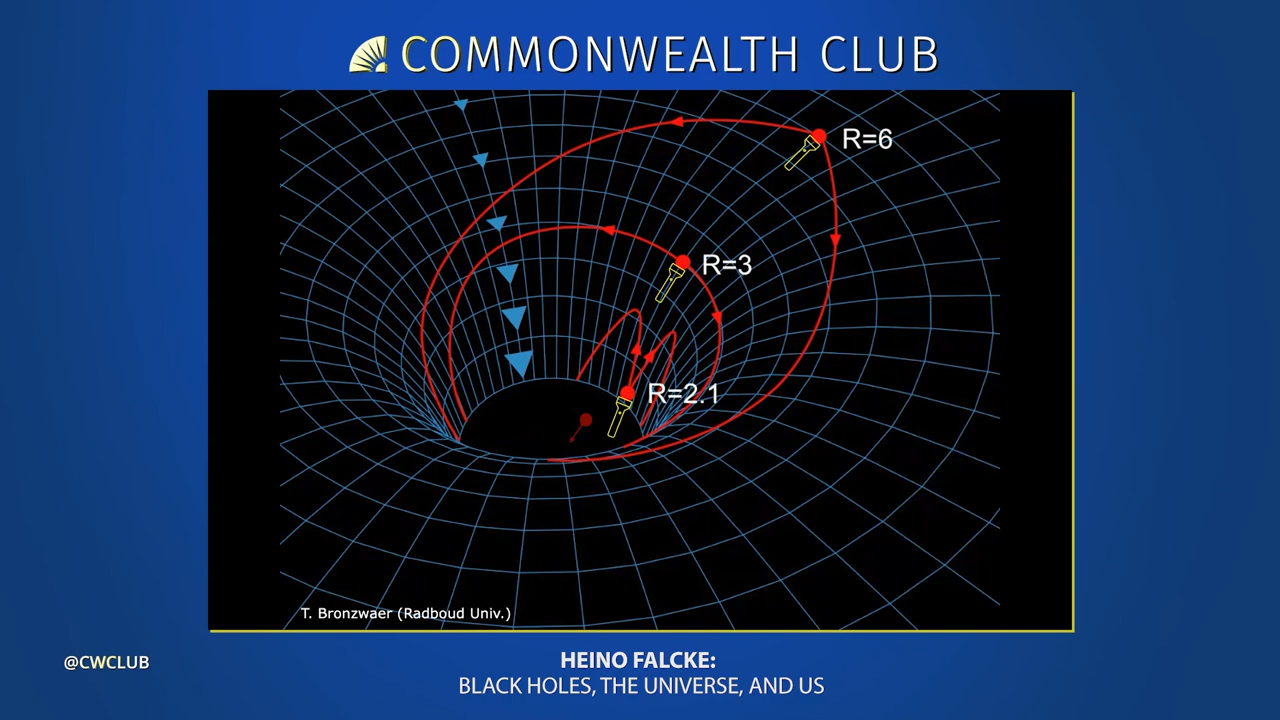 COMMONWEALTH CLUB
R=6
R=3
R=2.1
T. Bronzwaer (Radboud Univ.)
@CWCLUB
HEINO FALCKE:
BLACK HOLES, THE UNIVERSE, AND US